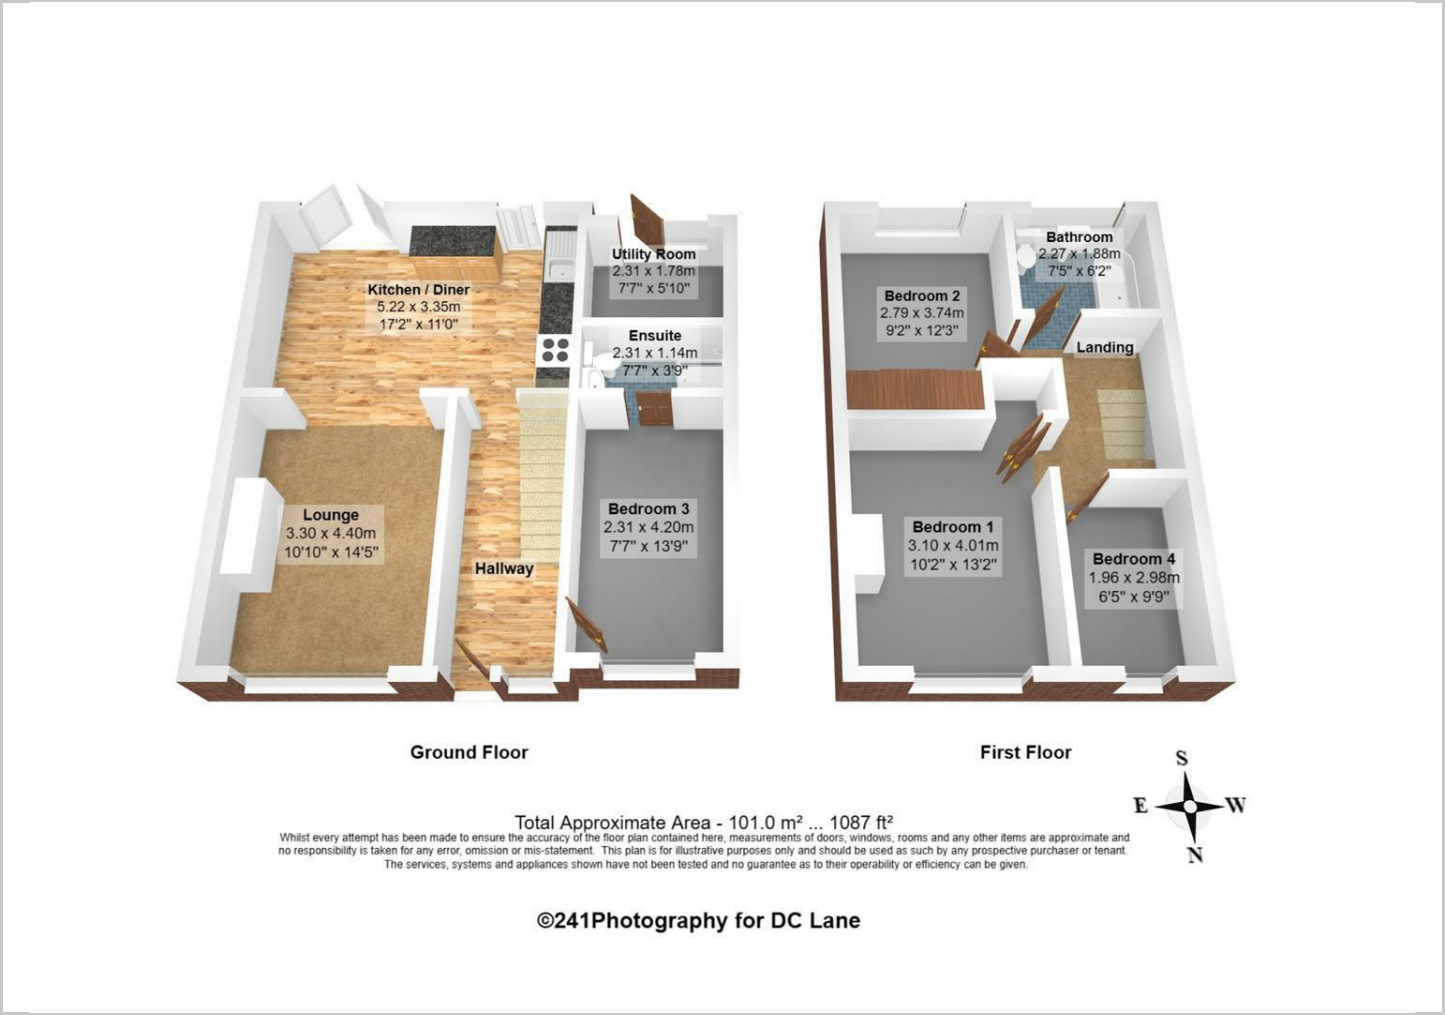 Kitchen / Diner
5.22 x 3.35m
17'2" x 11'0"
Utility Room
2.31 x 1.78m
7'7" x 5'10"
Ensuite
2.31 x 1.14m
7'7" x 3'9"
Lounge
3.30 x 4.40m
10'10" x 14'5"
Hallway
Bedroom 3
2.31 x 4.20m
7'7" x 13'9"
Bathroom
2.27 x 1.88m
7'5" x 6'2"
Bedroom 2
2.79 x 3.74m
9'2" x 12'3"
Landing
Bedroom 1
3.10 x 4.01m
10'2" x 13'2"
Bedroom 4
1.96 x 2.98m
6'5" x 9'9"
Ground Floor
First Floor
S
E W
N
Total Approximate Area - 101.0 m² ... 1087 ft²
Whilst every attempt has been made to ensure the accuracy of the floor plan contained here, measurements of doors, windows, rooms and any other items are approximate and
no responsibility is taken for any error, omission or mis-statement. This plan is for illustrative purposes only and should be used as such by any prospective purchaser or tenant.
The services, systems and appliances shown have not been tested and no guarantee as to their operability or efficiency can be given.
©241Photography for DC Lane